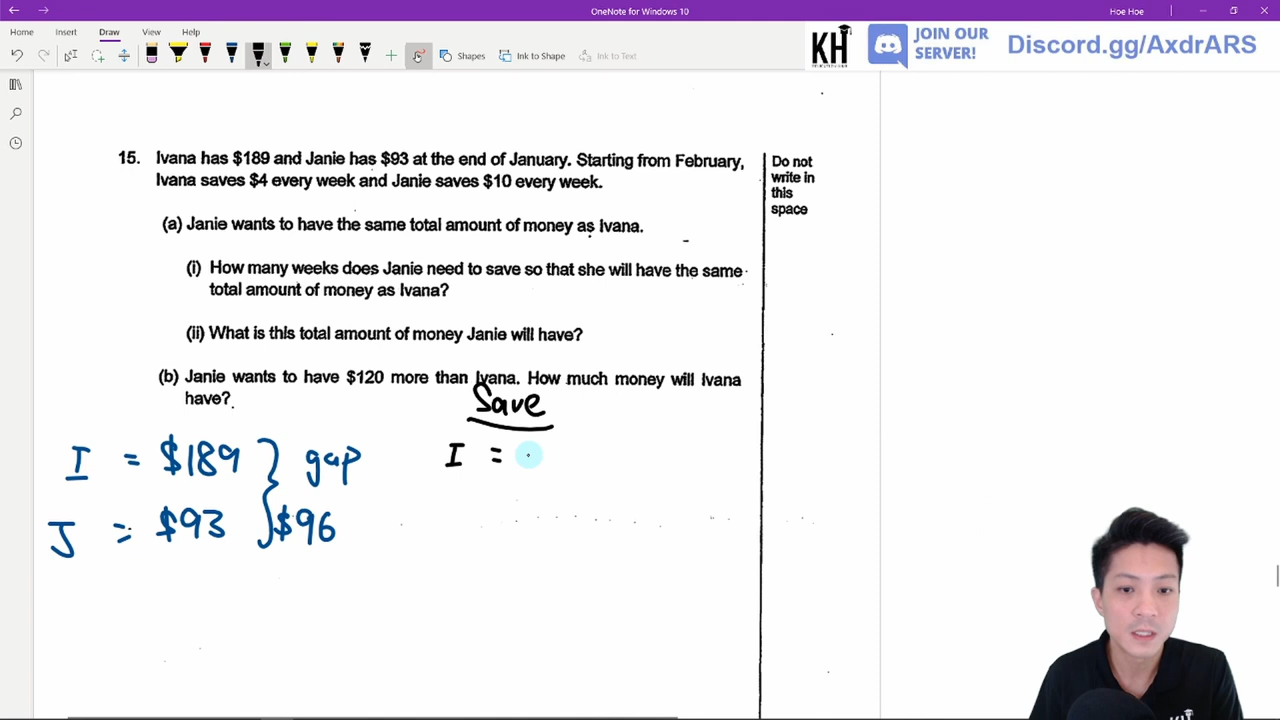 OneNote for Windows 10
Hoe Hoe
Home Insert Draw View Help
Shapes
Ink to Shape
Ink to Text
KH
JOIN OUR
SERVER!
Discord.gg/AxdrARS
15. Ivana has $189 and Janie has $93 at the end of January. Starting from February,
Ivana saves $4 every week and Janie saves $10 every week.
Do not
write in
this
space
(a) Janie wants to have the same total amount of money as Ivana.
(i) How many weeks does Janie need to save so that she will have the same
total amount of money as Ivana?
(ii) What is this total amount of money Janie will have?
(b) Janie wants to have $120 more than Ivana. How much money will Ivana
have?
Save
I = $189 } gap
I =
J = $93 $96
KH